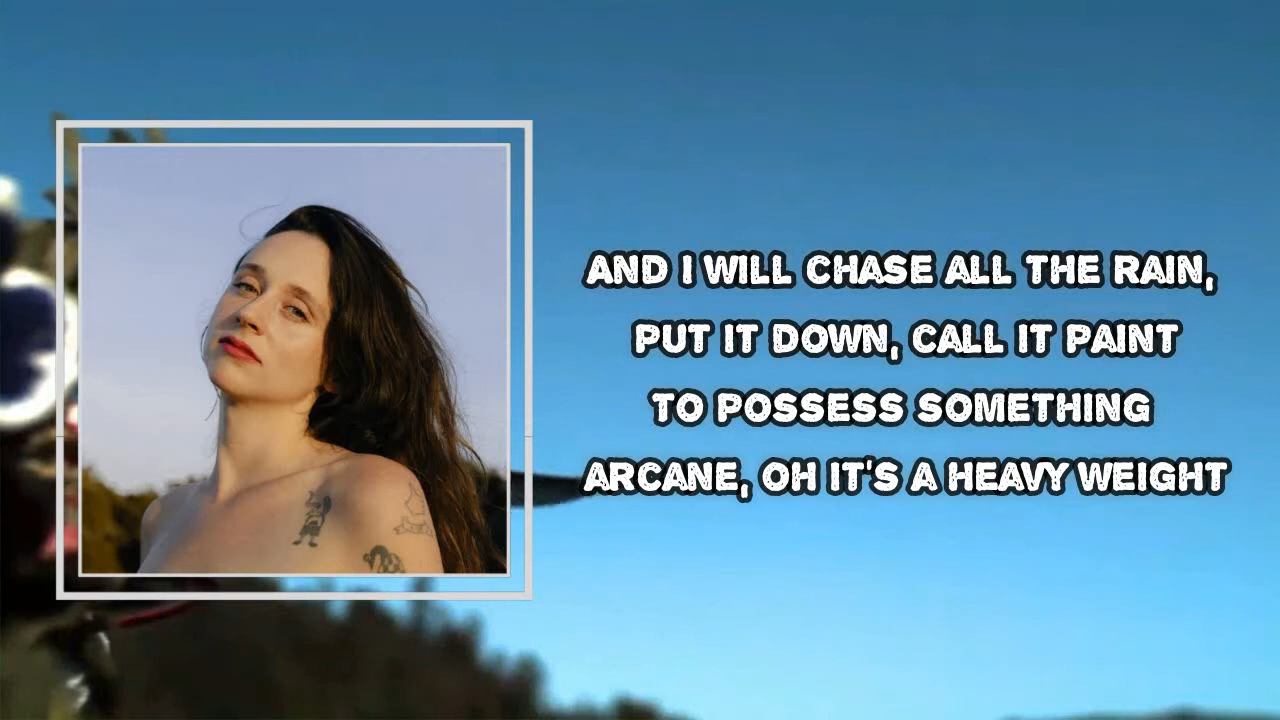 AND I WILL CHASE ALL THE RAIN,
PUT IT DOWN, CALL IT PAINT
TO POSSESS SOMETHING
ARCANE, OH IT'S A HEAVY WEIGHT